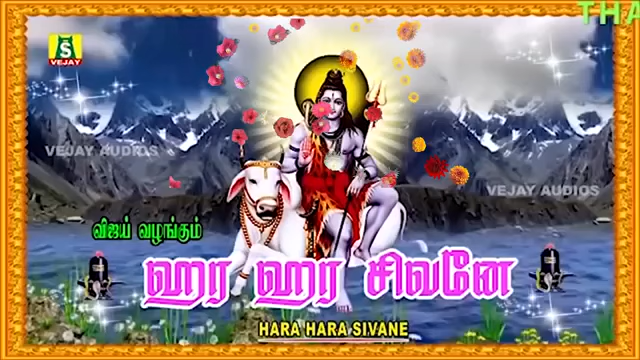 THA
S
VEJAY
VEJAY AUDIOS
VEJAY AUDIOS
விஜய் வழங்கும்
ஹர ஹர சிவனே
HARA HARA SIVANE